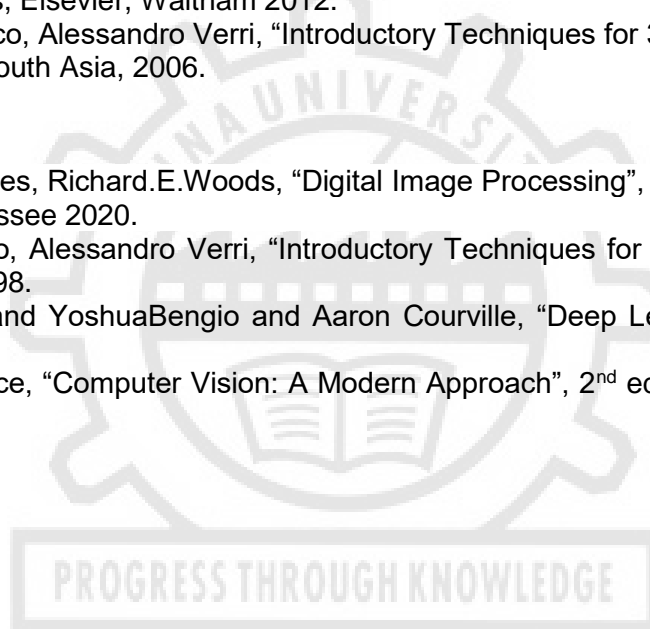 s, Elsevier, Waltham 2012.
co, Alessandro Verri, “Introductory Techniques for 3
outh Asia, 2006.
NA UNIVERSI
es, Richard.E.Woods, “Digital Image Processing”,
ssee 2020.
o, Alessandro Verri, “Introductory Techniques for
98.
and YoshuaBengio and Aaron Courville, “Deep Le
ce, “Computer Vision: A Modern Approach”, 2nd ed
PROGRESS THROUGH KNOWLEDGE